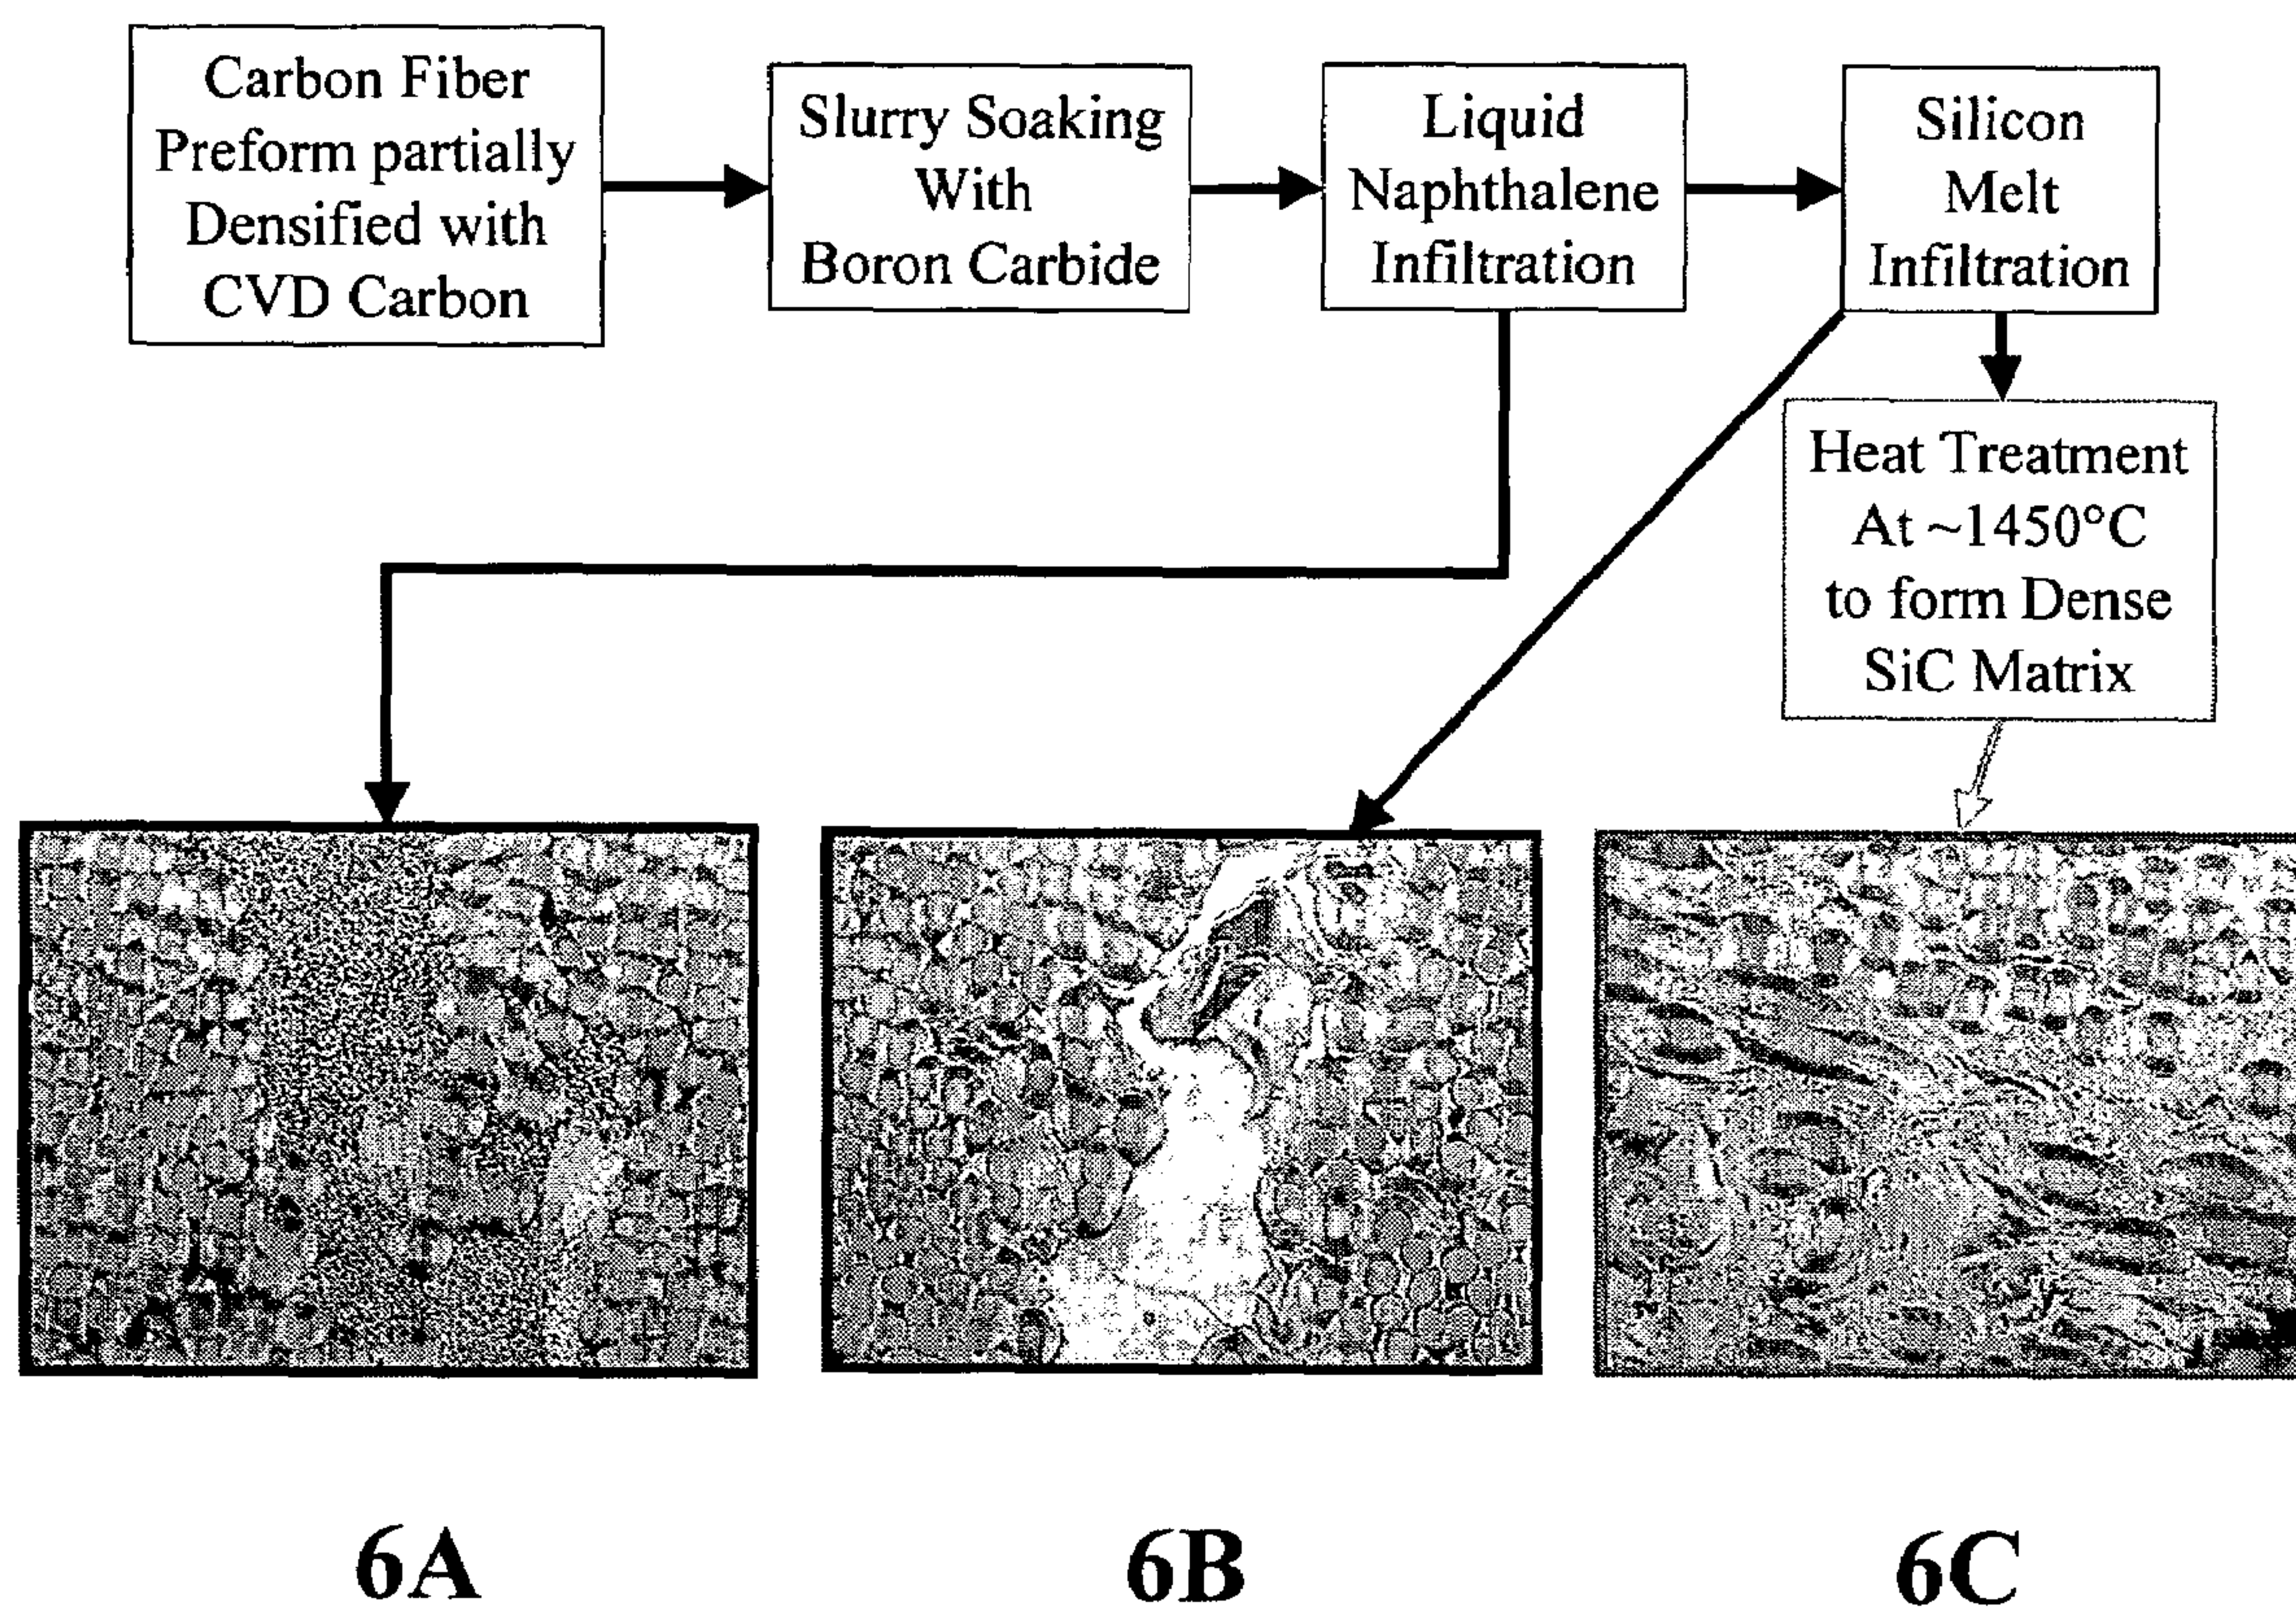 Carbon Fiber
Preform partially
Densified with
CVD Carbon
Slurry Soaking
With
Boron Carbide
Liquid
Naphthalene
Infiltration
Silicon
Melt
Infiltration
Heat Treatment
At ~1450°C
to form Dense
SiC Matrix
6A
6B
6C